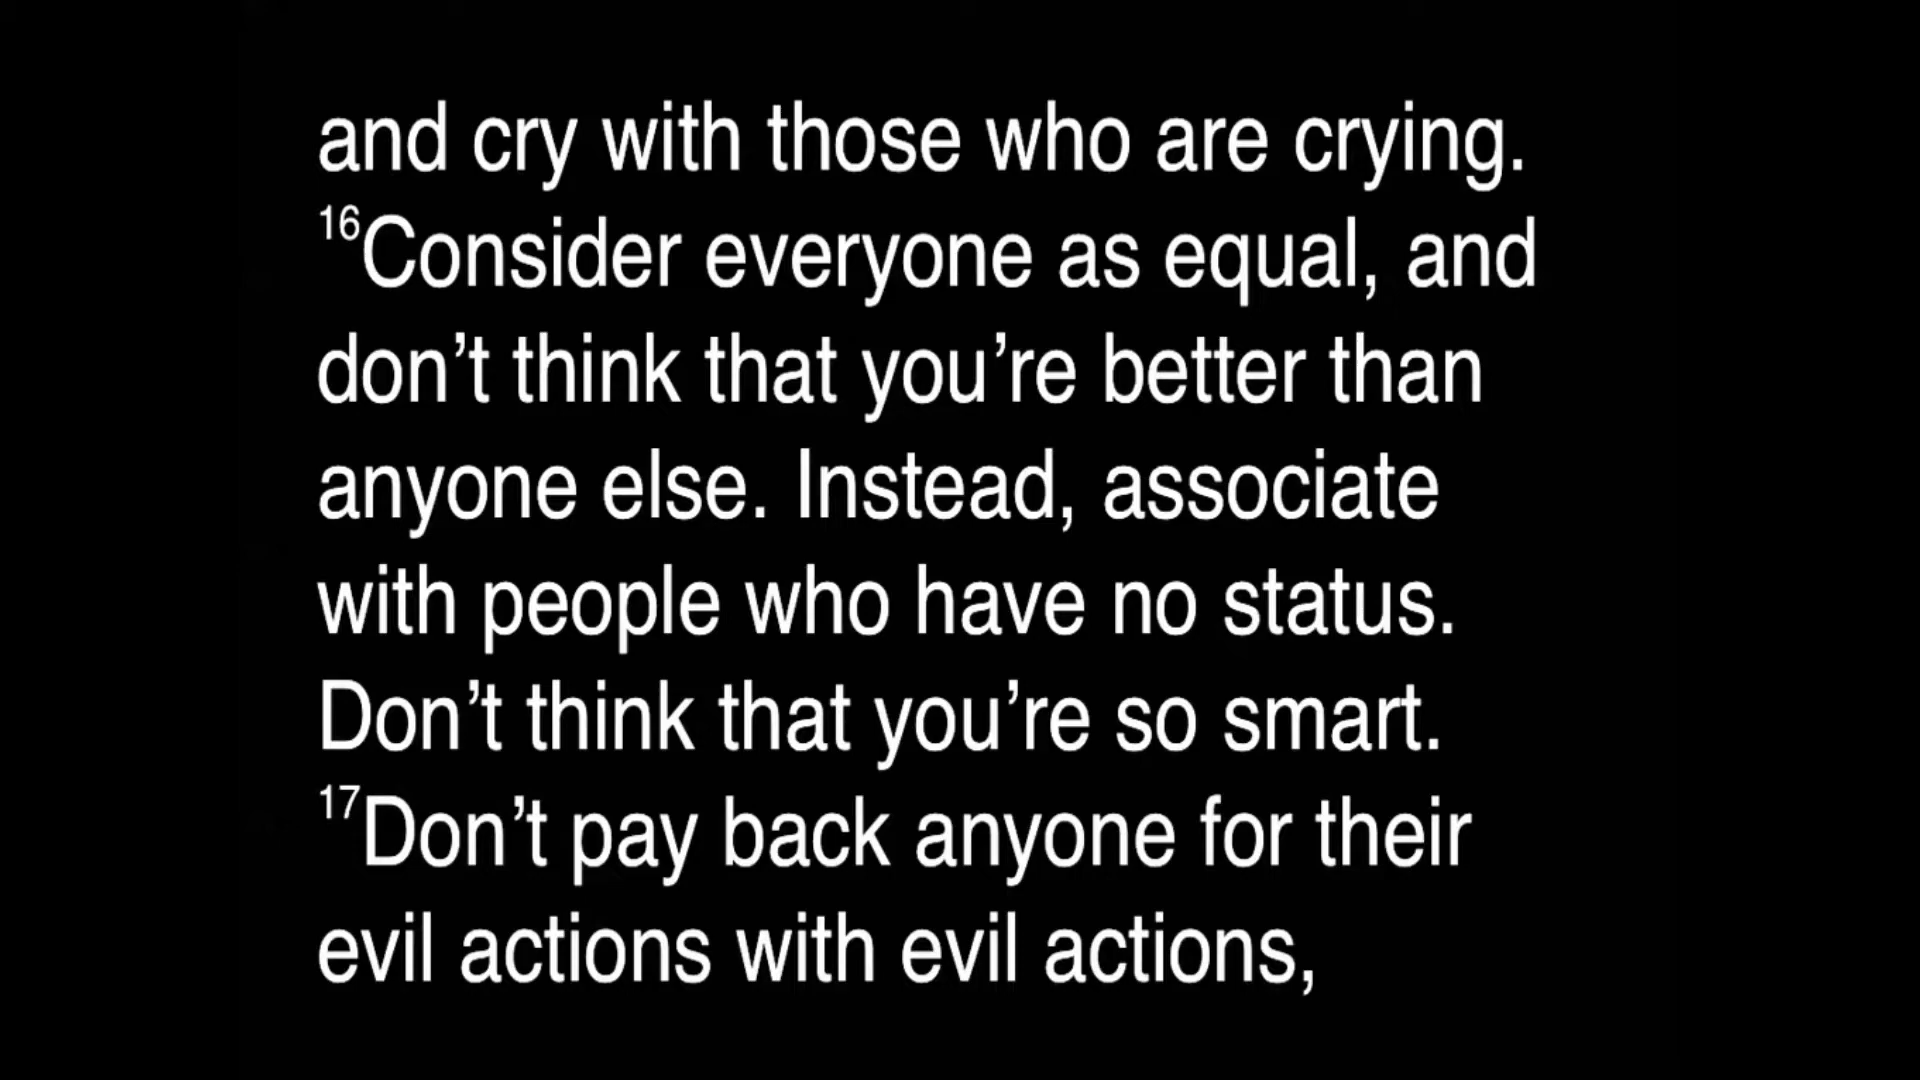 and cry with those who are crying.
16Consider everyone as equal, and
don’t think that you’re better than
anyone else. Instead, associate
with people who have no status.
Don’t think that you’re so smart.
17Don’t pay back anyone for their
evil actions with evil actions,